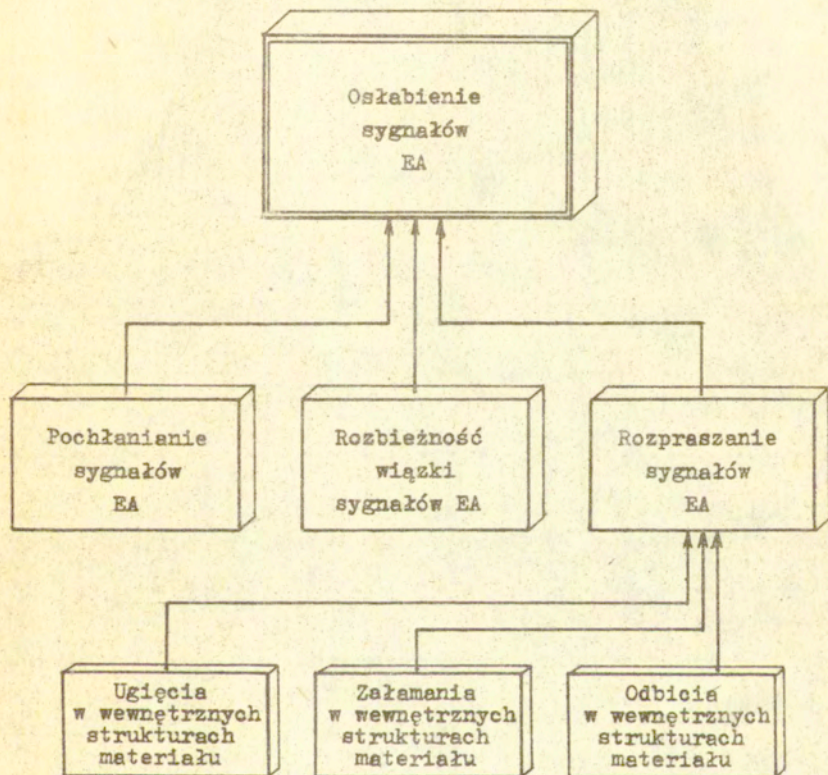 Osłabienie
sygnałów
EA
Pochłanianie
sygnałów
EA
Rozbieżność
wiązki
sygnałów EA
Rozpraszanie
sygnałów
EA
Ugięcia
w wewnętrznych
strukturach
materiału
Załamania
w wewnętrznych
strukturach
materiału
Odbicia
w wewnętrznych
strukturach
materiału